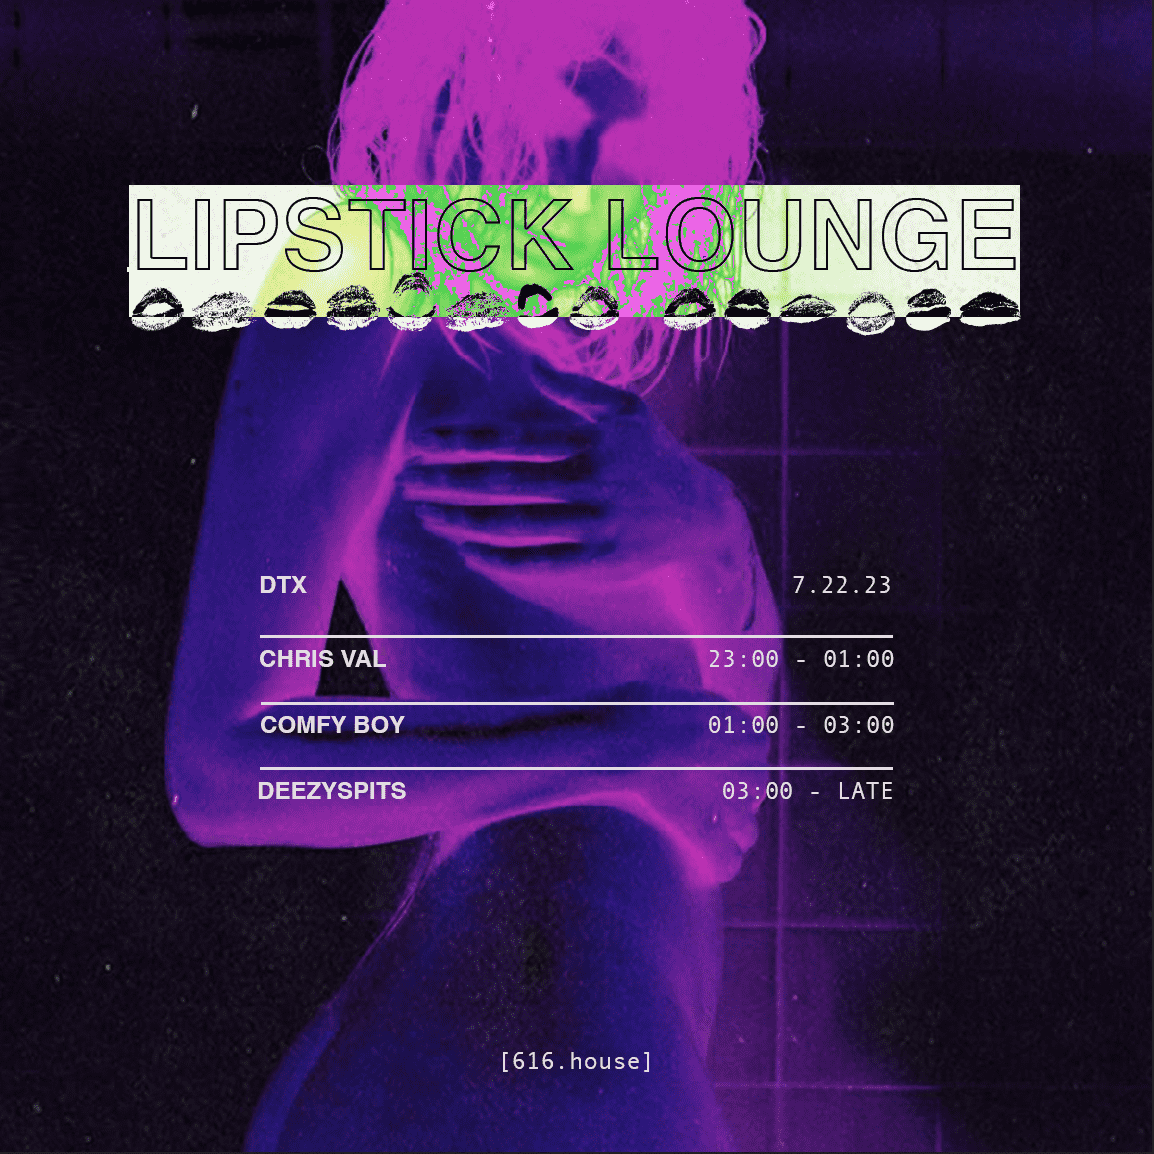 LIPSTICK LOUNGE
DTX 7.22.23
CHRIS VAL 23:00 - 01:00
COMFY BOY 01:00 - 03:00
DEEZYSPITS 03:00 - LATE
[616.house]